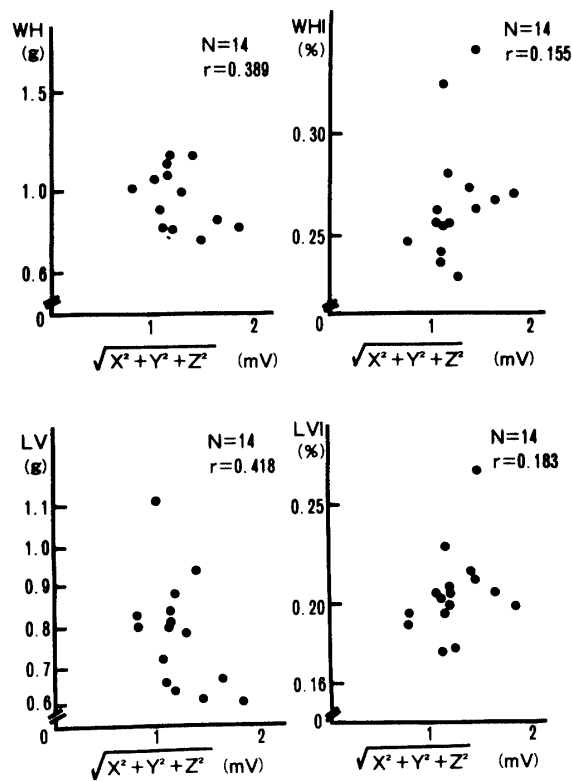 WH
(g)
N=14
r=0.389
1.5
1.0
0.6
0
1
2
√X²+Y²+Z² (mV)
WHI
(%)
N=14
r=0.155
0.30
0.25
0
1
2
√X²+Y²+Z² (mV)
LV
(g)
N=14
r=0.418
1.1
1.0
0.9
0.8
0.7
0.6
0
1
2
√X²+Y²+Z² (mV)
LVI
(%)
N=14
r=0.183
0.25
0.20
0.16
0
1
2
√X²+Y²+Z² (mV)